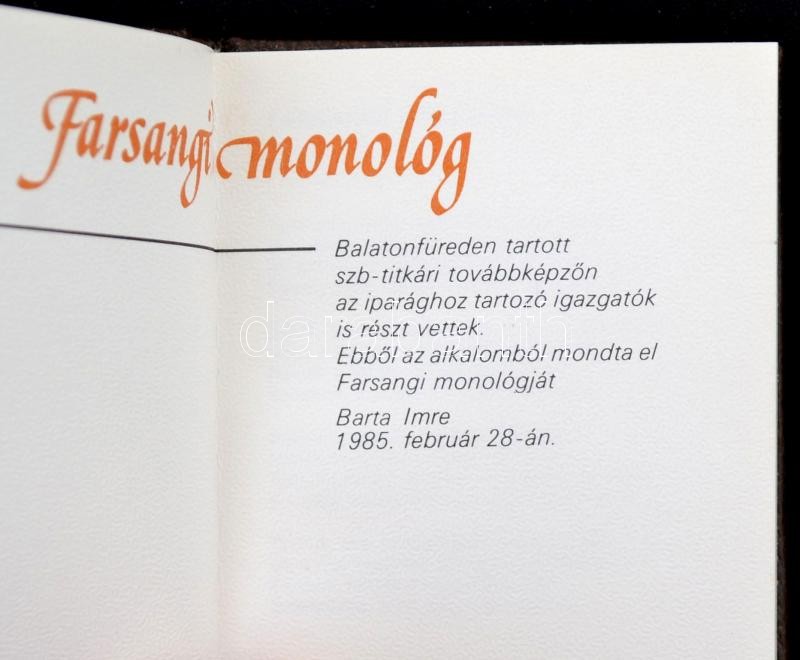 Farsangi monológ
Balatonfüreden tartott
szb-titkári továbbképzőn
az iparághoz tartozó igazgatók
is részt vettek.
Ebből az alkalomból mondta el
Farsangi monológját
Barta Imre
1985. február 28-án.
darabanth